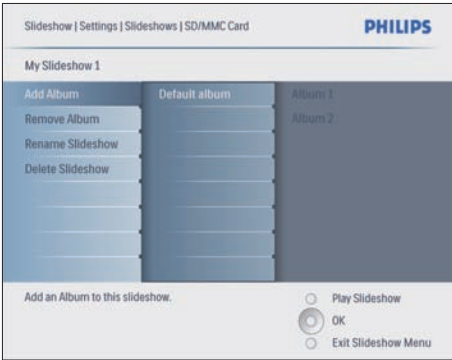 Slideshow | Settings | Slideshows | SD/MMC Card
PHILIPS
My Slideshow 1
Add Album
Default album
Album 1
Remove Album
Album 2
Rename Slideshow
Delete Slideshow
Add an Album to this slideshow.
Play Slideshow
OK
Exit Slideshow Menu